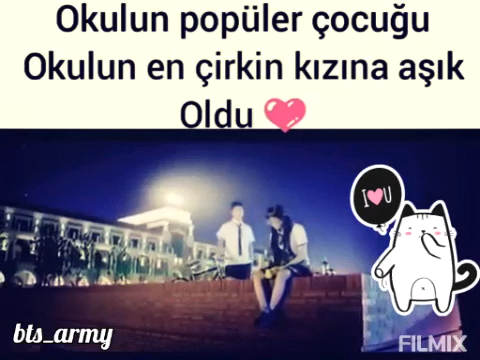 Okulun popüler çocuğu
Okulun en çirkin kızına aşık
Oldu
I U
bts_army
FILMIX